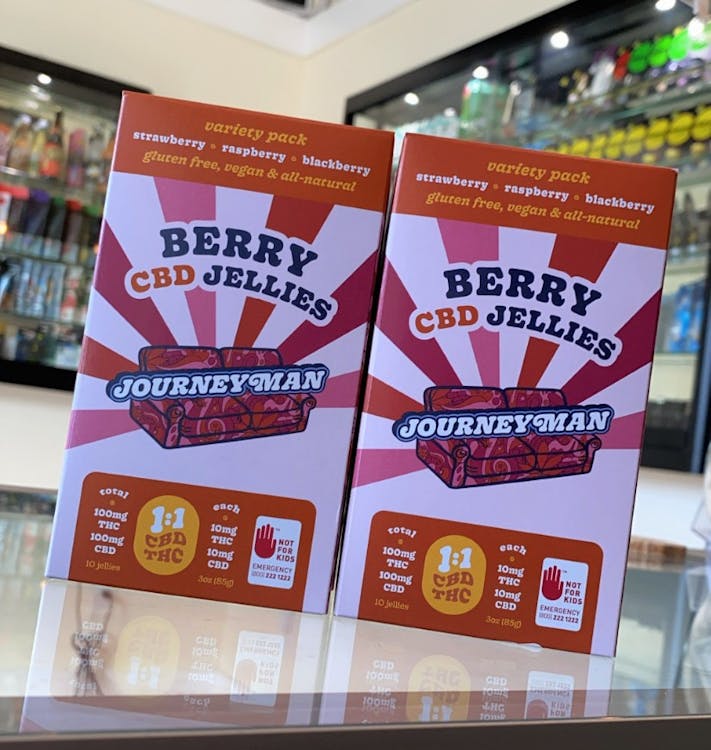 variety pack
strawberry • raspberry • blackberry
gluten free, vegan & all-natural
BERRY
CBD JELLIES
JOURNEYMAN
total
100mg
THC
100mg
CBD
10 jellies
1:1
CBD
THC
each
10mg
THC
10mg
CBD
3oz (85g)
NOT
FOR
KIDS
EMERGENCY
(800) 222 1222
variety pack
strawberry • raspberry • blackberry
gluten free, vegan & all-natural
BERRY
CBD JELLIES
JOURNEYMAN
total
100mg
THC
100mg
CBD
10 jellies
1:1
CBD
THC
each
10mg
THC
10mg
CBD
3oz (85g)
NOT
FOR
KIDS
EMERGENCY
(800) 222 1222